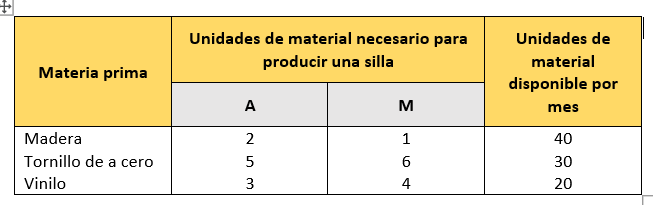 Materia prima
Unidades de material necesario para
producir una silla
Unidades de
material
disponible por
mes
A
M
Madera 2 1 40
Tornillo de a cero 5 6 30
Vinilo 3 4 20